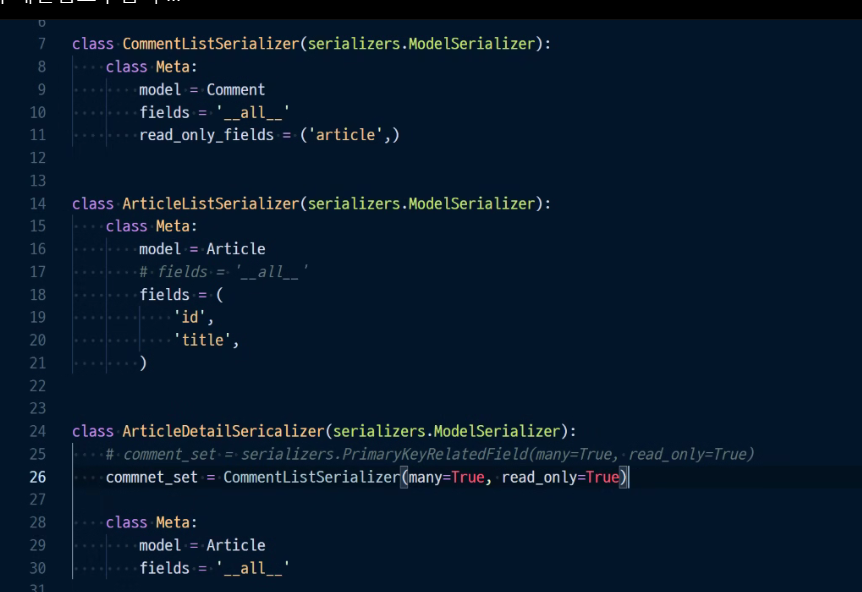 6
7 class CommentListSerializer(serializers.ModelSerializer):
8 class Meta:
9 model = Comment
10 fields = '__all__'
11 read_only_fields = ('article',)
12
13
14 class ArticleListSerializer(serializers.ModelSerializer):
15 class Meta:
16 model = Article
17 # fields = '__all__'
18 fields = (
19 'id',
20 'title',
21 )
22
23
24 class ArticleDetailSericalizer(serializers.ModelSerializer):
25 # comment_set = serializers.PrimaryKeyRelatedField(many=True, read_only=True)
26 commnet_set = CommentListSerializer(many=True, read_only=True)
27
28 class Meta:
29 model = Article
30 fields = '__all__'
31